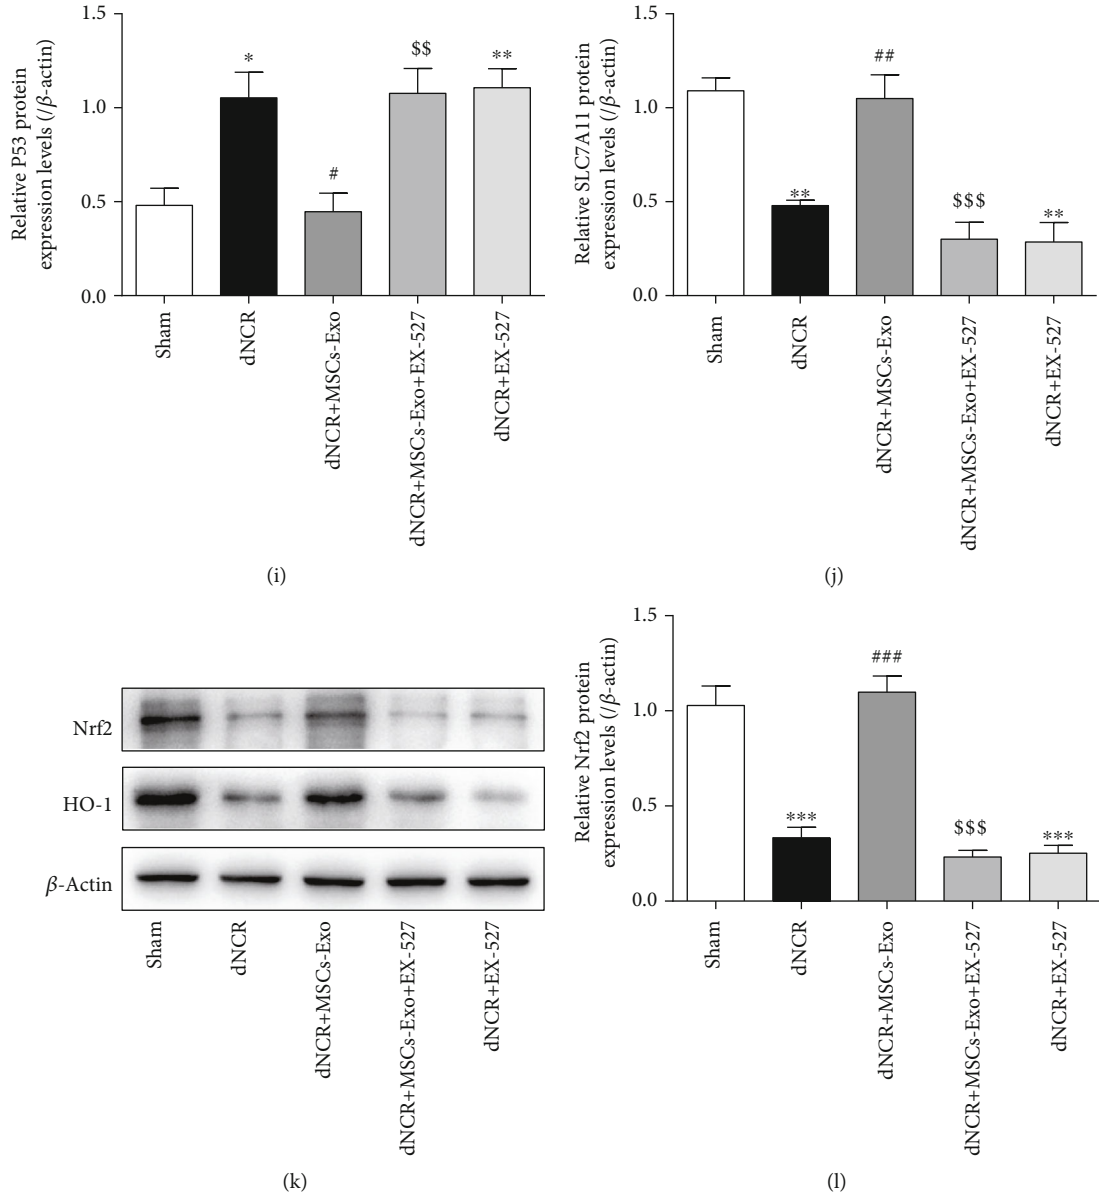 Relative P53 protein
expression levels (/β-actin)
1.5
1.0
0.5
0.0
*
#
$$
**
Sham
dNCR
dNCR+MSCs-Exo
dNCR+MSCs-Exo+EX-527
dNCR+EX-527
(i)
Relative SLC7A11 protein
expression levels (/β-actin)
1.5
1.0
0.5
0.0
**
##
$$$
**
Sham
dNCR
dNCR+MSCs-Exo
dNCR+MSCs-Exo+EX-527
dNCR+EX-527
(j)
Nrf2
HO-1
β-Actin
Sham
dNCR
dNCR+MSCs-Exo
dNCR+MSCs-Exo+EX-527
dNCR+EX-527
(k)
Relative Nrf2 protein
expression levels (/β-actin)
1.5
1.0
0.5
0.0
***
###
$$$
***
Sham
dNCR
dNCR+MSCs-Exo
dNCR+MSCs-Exo+EX-527
dNCR+EX-527
(l)